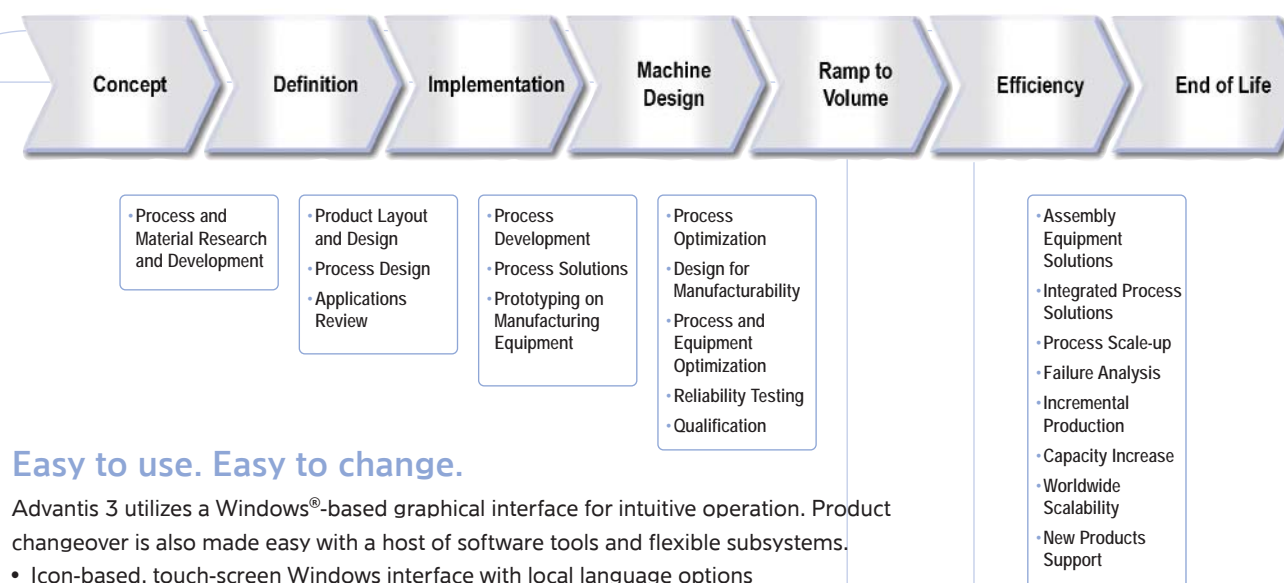 Concept
Definition
Implementation
Machine
Design
Ramp to
Volume
Efficiency
End of Life
• Process and
Material Research
and Development
• Product Layout
and Design
• Process Design
• Applications
Review
• Process
Development
• Process Solutions
• Prototyping on
Manufacturing
Equipment
• Process
Optimization
• Design for
Manufacturability
• Process and
Equipment
Optimization
• Reliability Testing
• Qualification
• Assembly
Equipment
Solutions
• Integrated Process
Solutions
• Process Scale-up
• Failure Analysis
• Incremental
Production
• Capacity Increase
• Worldwide
Scalability
• New Products
Support
Easy to use. Easy to change.
Advantis 3 utilizes a Windows®-based graphical interface for intuitive operation. Product
changeover is also made easy with a host of software tools and flexible subsystems.
• Icon-based, touch-screen Windows interface with local language options